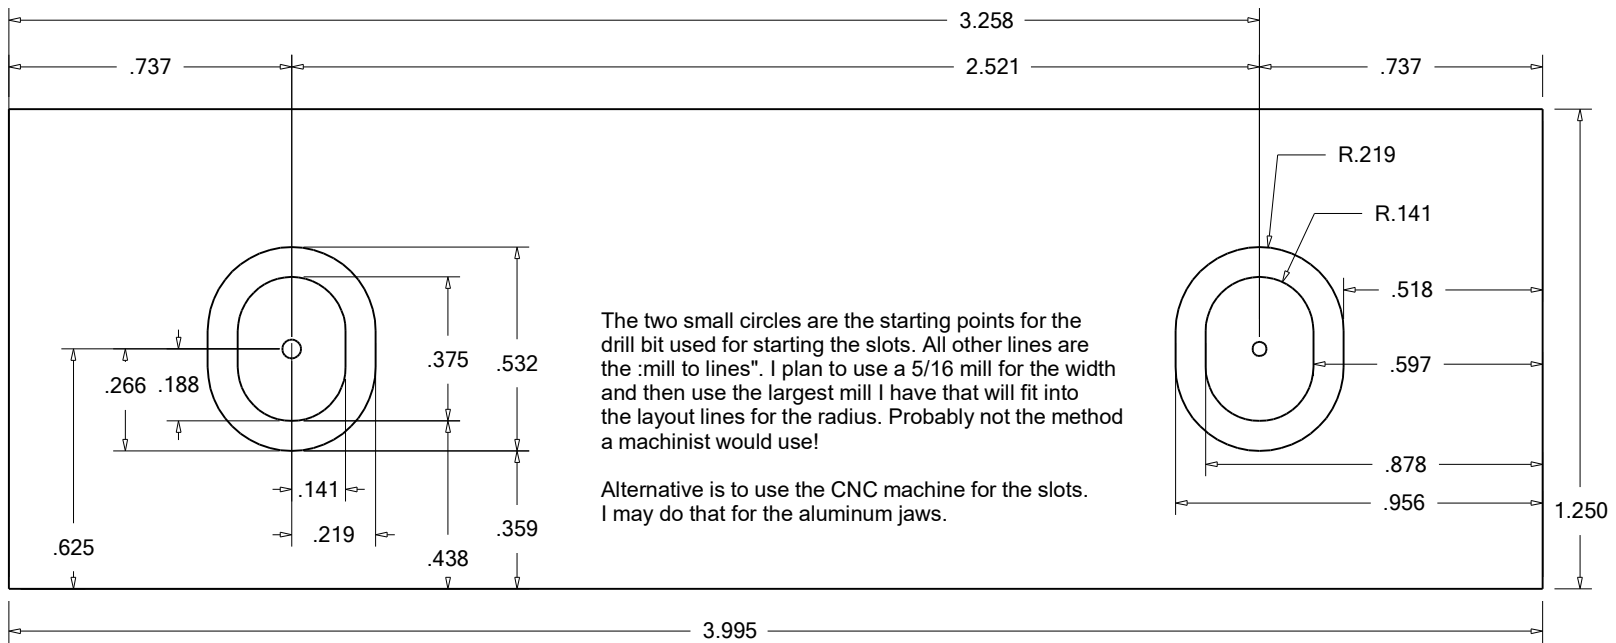 3.258
.737
2.521
.737
R.219
R.141
.518
.375
.532
.597
.266
.188
The two small circles are the starting points for the
drill bit used for starting the slots. All other lines are
the :mill to lines". I plan to use a 5/16 mill for the width
and then use the largest mill I have that will fit into
the layout lines for the radius. Probably not the method
a machinist would use!
Alternative is to use the CNC machine for the slots.
I may do that for the aluminum jaws.
.878
.141
.956
1.250
.219
.359
.625
.438
3.995